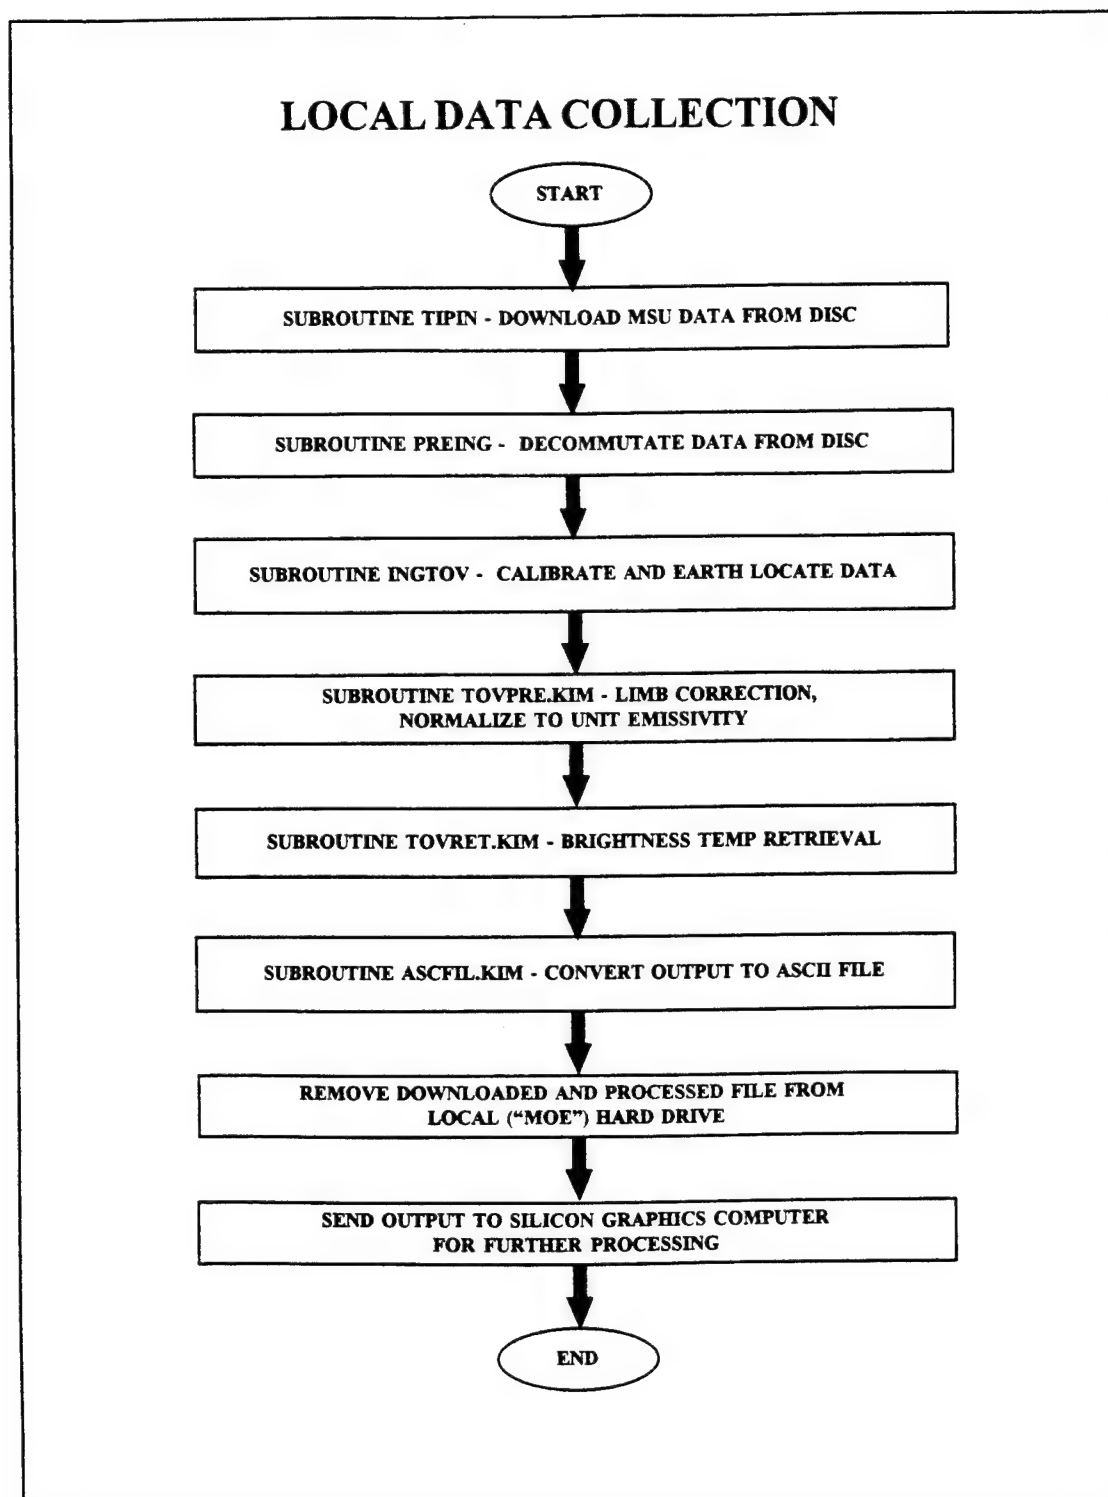 LOCAL DATA COLLECTION
START
SUBROUTINE TIPIN - DOWNLOAD MSU DATA FROM DISC
SUBROUTINE PREING - DECOMMUTATE DATA FROM DISC
SUBROUTINE INGTOV - CALIBRATE AND EARTH LOCATE DATA
SUBROUTINE TOVPRE.KIM - LIMB CORRECTION,
NORMALIZE TO UNIT EMISSIVITY
SUBROUTINE TOVRET.KIM - BRIGHTNESS TEMP RETRIEVAL
SUBROUTINE ASCFIL.KIM - CONVERT OUTPUT TO ASCII FILE
REMOVE DOWNLOADED AND PROCESSED FILE FROM
LOCAL (“MOE”) HARD DRIVE
SEND OUTPUT TO SILICON GRAPHICS COMPUTER
FOR FURTHER PROCESSING
END